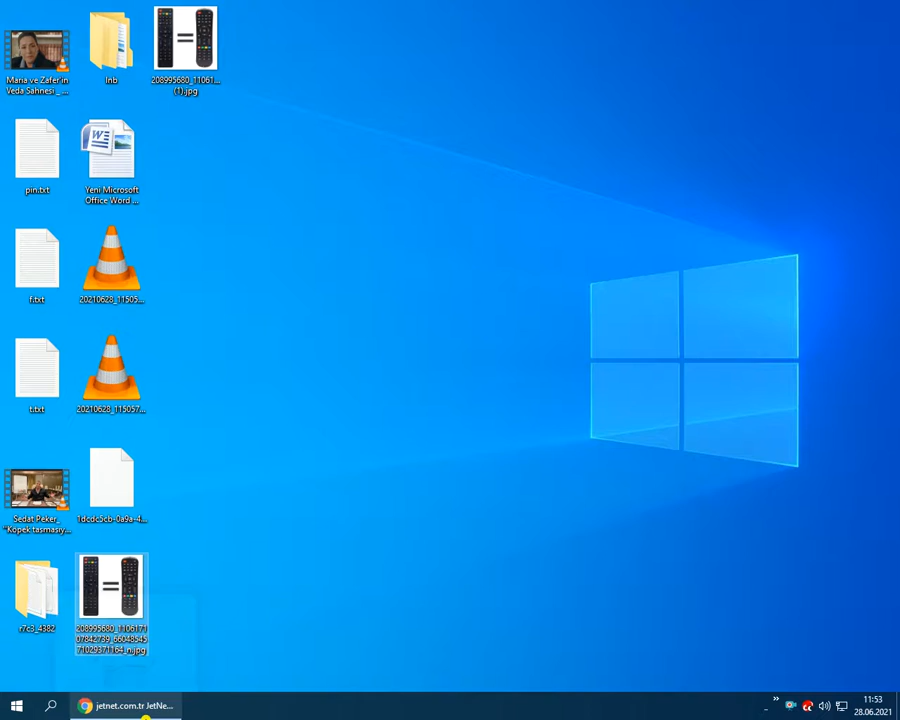 Maria ve Zafer'in
Veda Sahnesi _ ...
lnb
208995680_11061...
(1).jpg
pin.txt
Yeni Microsoft
Office Word ...
f.txt
20210628_11505...
t.txt
20210628_115057...
Sedat Peker_
"Köpek tasmasıy...
1dcdc5cb-0a9a-4...
r7c3_4382
208995680_1106171
07842739_66048545
71029371164_n.jpg
jetnet.com.tr JetNe...
11:53
28.06.2021